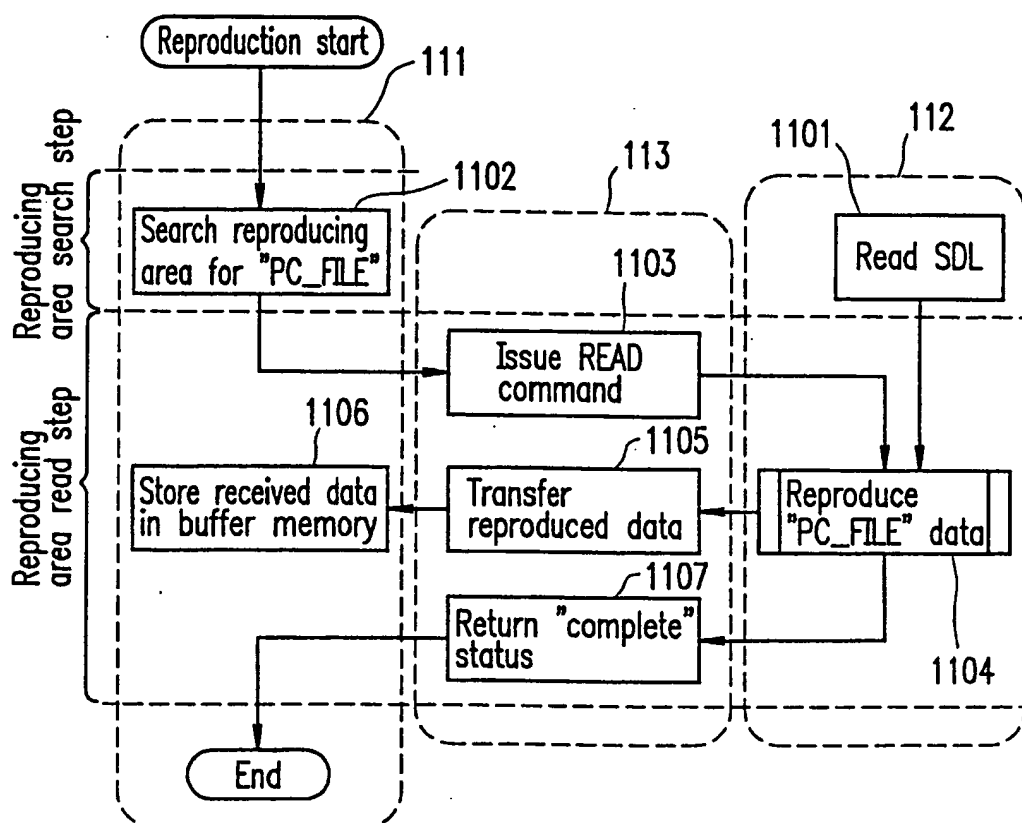 Reproduction start
111
112
1101
113
Reproducing
area search step
1102
Search reproducing
area for "PC_FILE"
1103
Read SDL
Issue READ
command
Reproducing
area read step
1106
1105
Store received data
in buffer memory
Transfer
reproduced data
Reproduce
"PC_FILE" data
1107
Return "complete"
status
1104
End